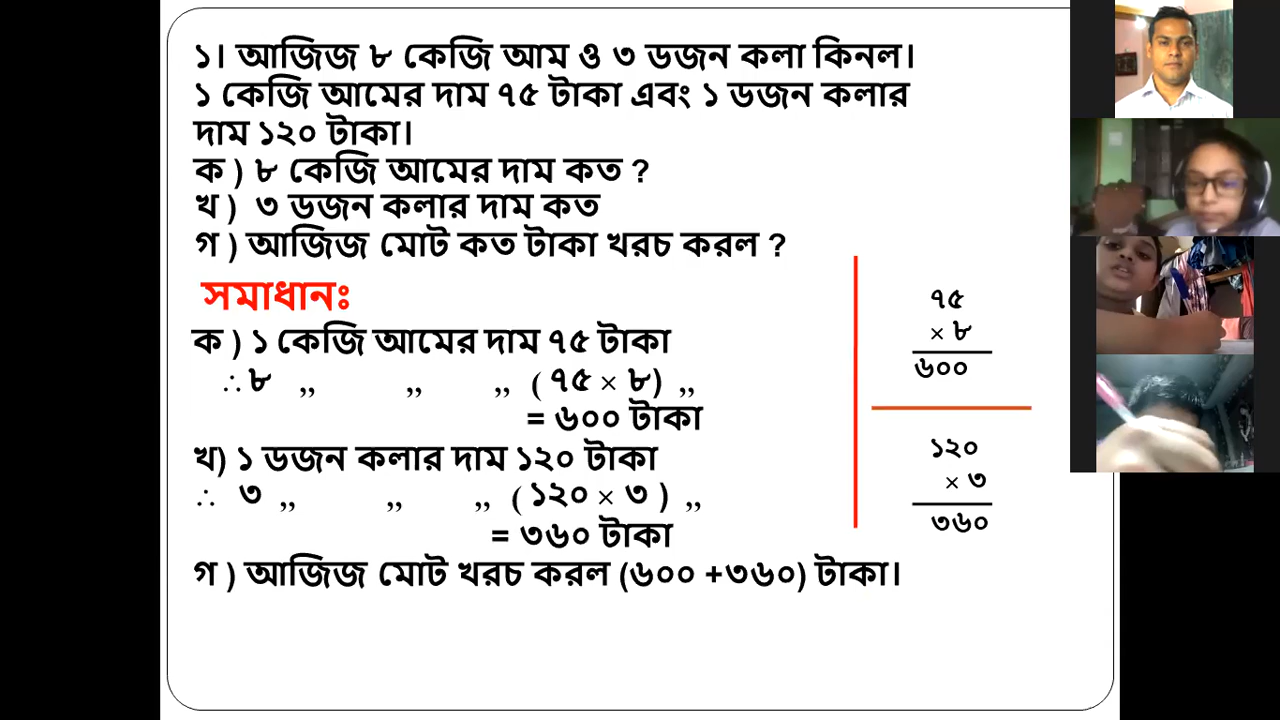 ১। আজিজ ৮ কেজি আম ও ৩ ডজন কলা কিনল।
১ কেজি আমের দাম ৭৫ টাকা এবং ১ ডজন কলার
দাম ১২০ টাকা।
ক ) ৮ কেজি আমের দাম কত ?
খ ) ৩ ডজন কলার দাম কত
গ ) আজিজ মোট কত টাকা খরচ করল ?
সমাধানঃ
ক ) ১ কেজি আমের দাম ৭৫ টাকা
∴ ৮ ,, ,, ,, ( ৭৫ × ৮) ,,
= ৬০০ টাকা
খ) ১ ডজন কলার দাম ১২০ টাকা
∴ ৩ ,, ,, ,, ( ১২০ × ৩ ) ,,
= ৩৬০ টাকা
গ ) আজিজ মোট খরচ করল (৬০০ +৩৬০) টাকা।
৭৫
× ৮
৬০০
১২০
× ৩
৩৬০